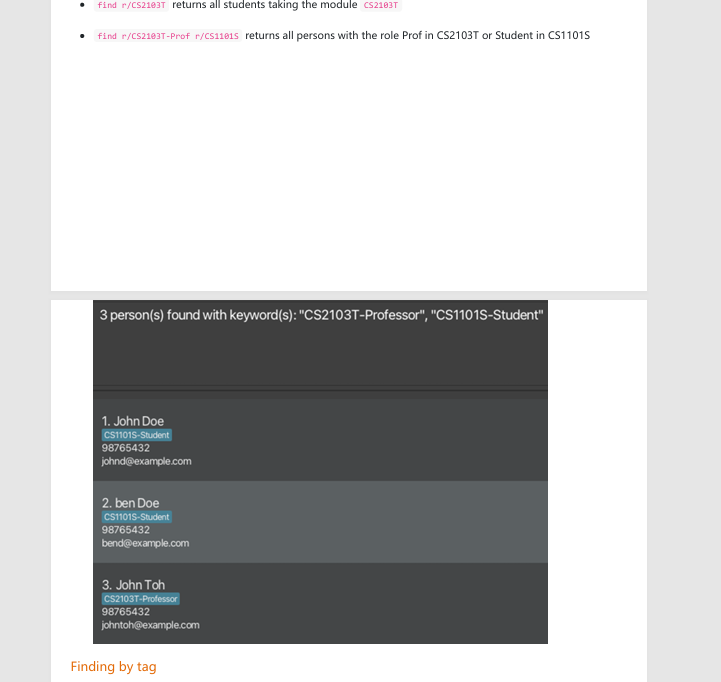 • find r/CS2103T returns all students taking the module CS2103T
• find r/CS2103T-Prof r/CS1101S returns all persons with the role Prof in CS2103T or Student in CS1101S
3 person(s) found with keyword(s): "CS2103T-Professor", "CS1101S-Student"
1. John Doe
CS1101S-Student
98765432
johnd@example.com
2. ben Doe
CS1101S-Student
98765432
bend@example.com
3. John Toh
CS2103T-Professor
98765432
johntoh@example.com
Finding by tag